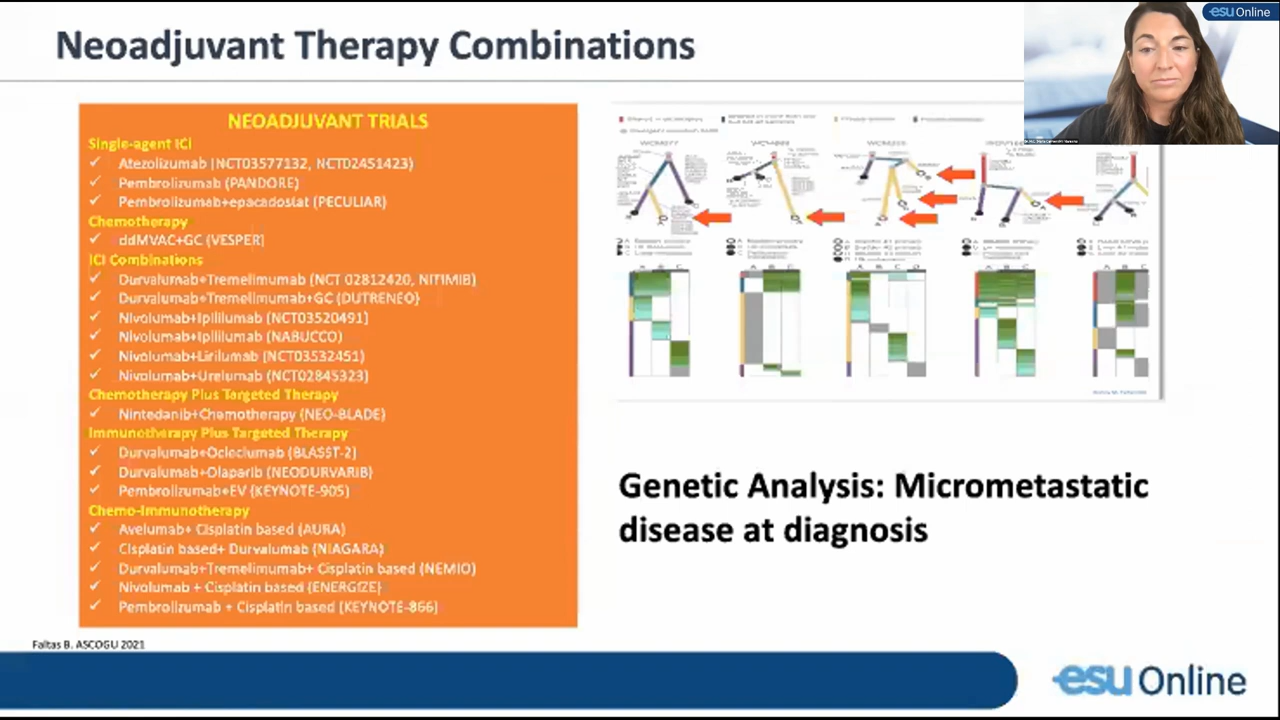 Neoadjuvant Therapy Combinations
esu Online
NEOADJUVANT TRIALS
Single-agent ICI
✓ Atezolizumab (NCT03577132, NCTD2451423)
✓ Pembrolizumab (PANDORE)
✓ Pembrolizumab+epacadostat (PECULIAR)
Chemotherapy
✓ ddMVAC+GC (VESPER)
ICI Combinations
✓ Durvalumab+Tremelimumab (NCT 02812420, NITIMIB)
✓ Durvalumab+Tremelimumab+GC (DUTRENEO)
✓ Nivolumab+Ipililumab (NCT03520491)
✓ Nivolumab+Ipililumab (NABUCCO)
✓ Nivolumab+Lirilumab (NCT03532451)
✓ Nivolumab+Urelumab (NCT02845323)
Chemotherapy Plus Targeted Therapy
✓ Nintedanib+Chemotherapy (NEO-BLADE)
Immunotherapy Plus Targeted Therapy
✓ Durvalumab+Ocleclumab (BLASST-2)
✓ Durvalumab+Olaparib (NEODURVARIB)
✓ Pembrolizumab+EV (KEYNOTE-905)
Chemo-Immunotherapy
✓ Avelumab+ Cisplatin based (AURA)
✓ Cisplatin based+ Durvalumab (NIAGARA)
✓ Durvalumab+Tremelimumab+ Cisplatin based (NEMIO)
✓ Nivolumab + Cisplatin based (ENERGIZE)
✓ Pembrolizumab + Cisplatin based (KEYNOTE-866)
A B C
A B C
A B C D
A B C
A B C
Genetic Analysis: Micrometastatic
disease at diagnosis
Faltas B. ASCOGU 2021
esu Online